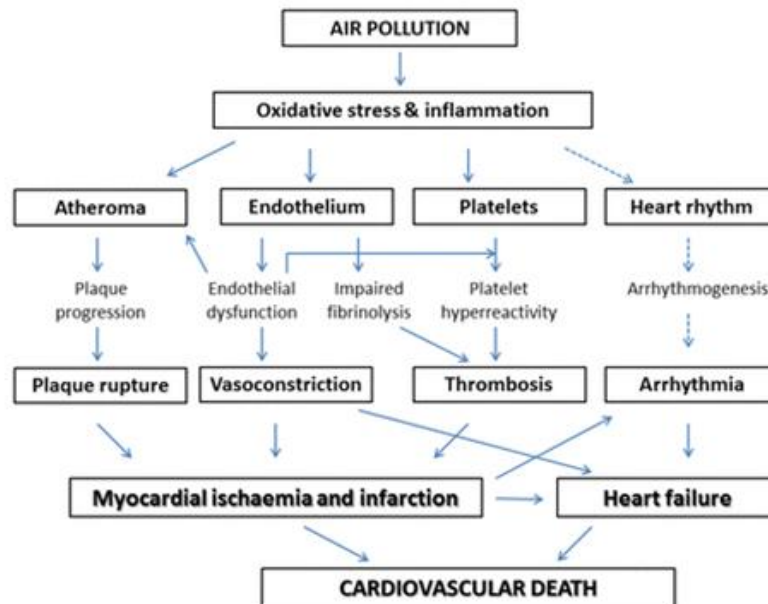 AIR POLLUTION
Oxidative stress & inflammation
Atheroma
Endothelium
Platelets
Heart rhythm
Plaque
progression
Endothelial
dysfunction
Impaired
fibrinolysis
Platelet
hyperreactivity
Arrhythmogenesis
Plaque rupture
Vasoconstriction
Thrombosis
Arrhythmia
Myocardial ischaemia and infarction
Heart failure
CARDIOVASCULAR DEATH